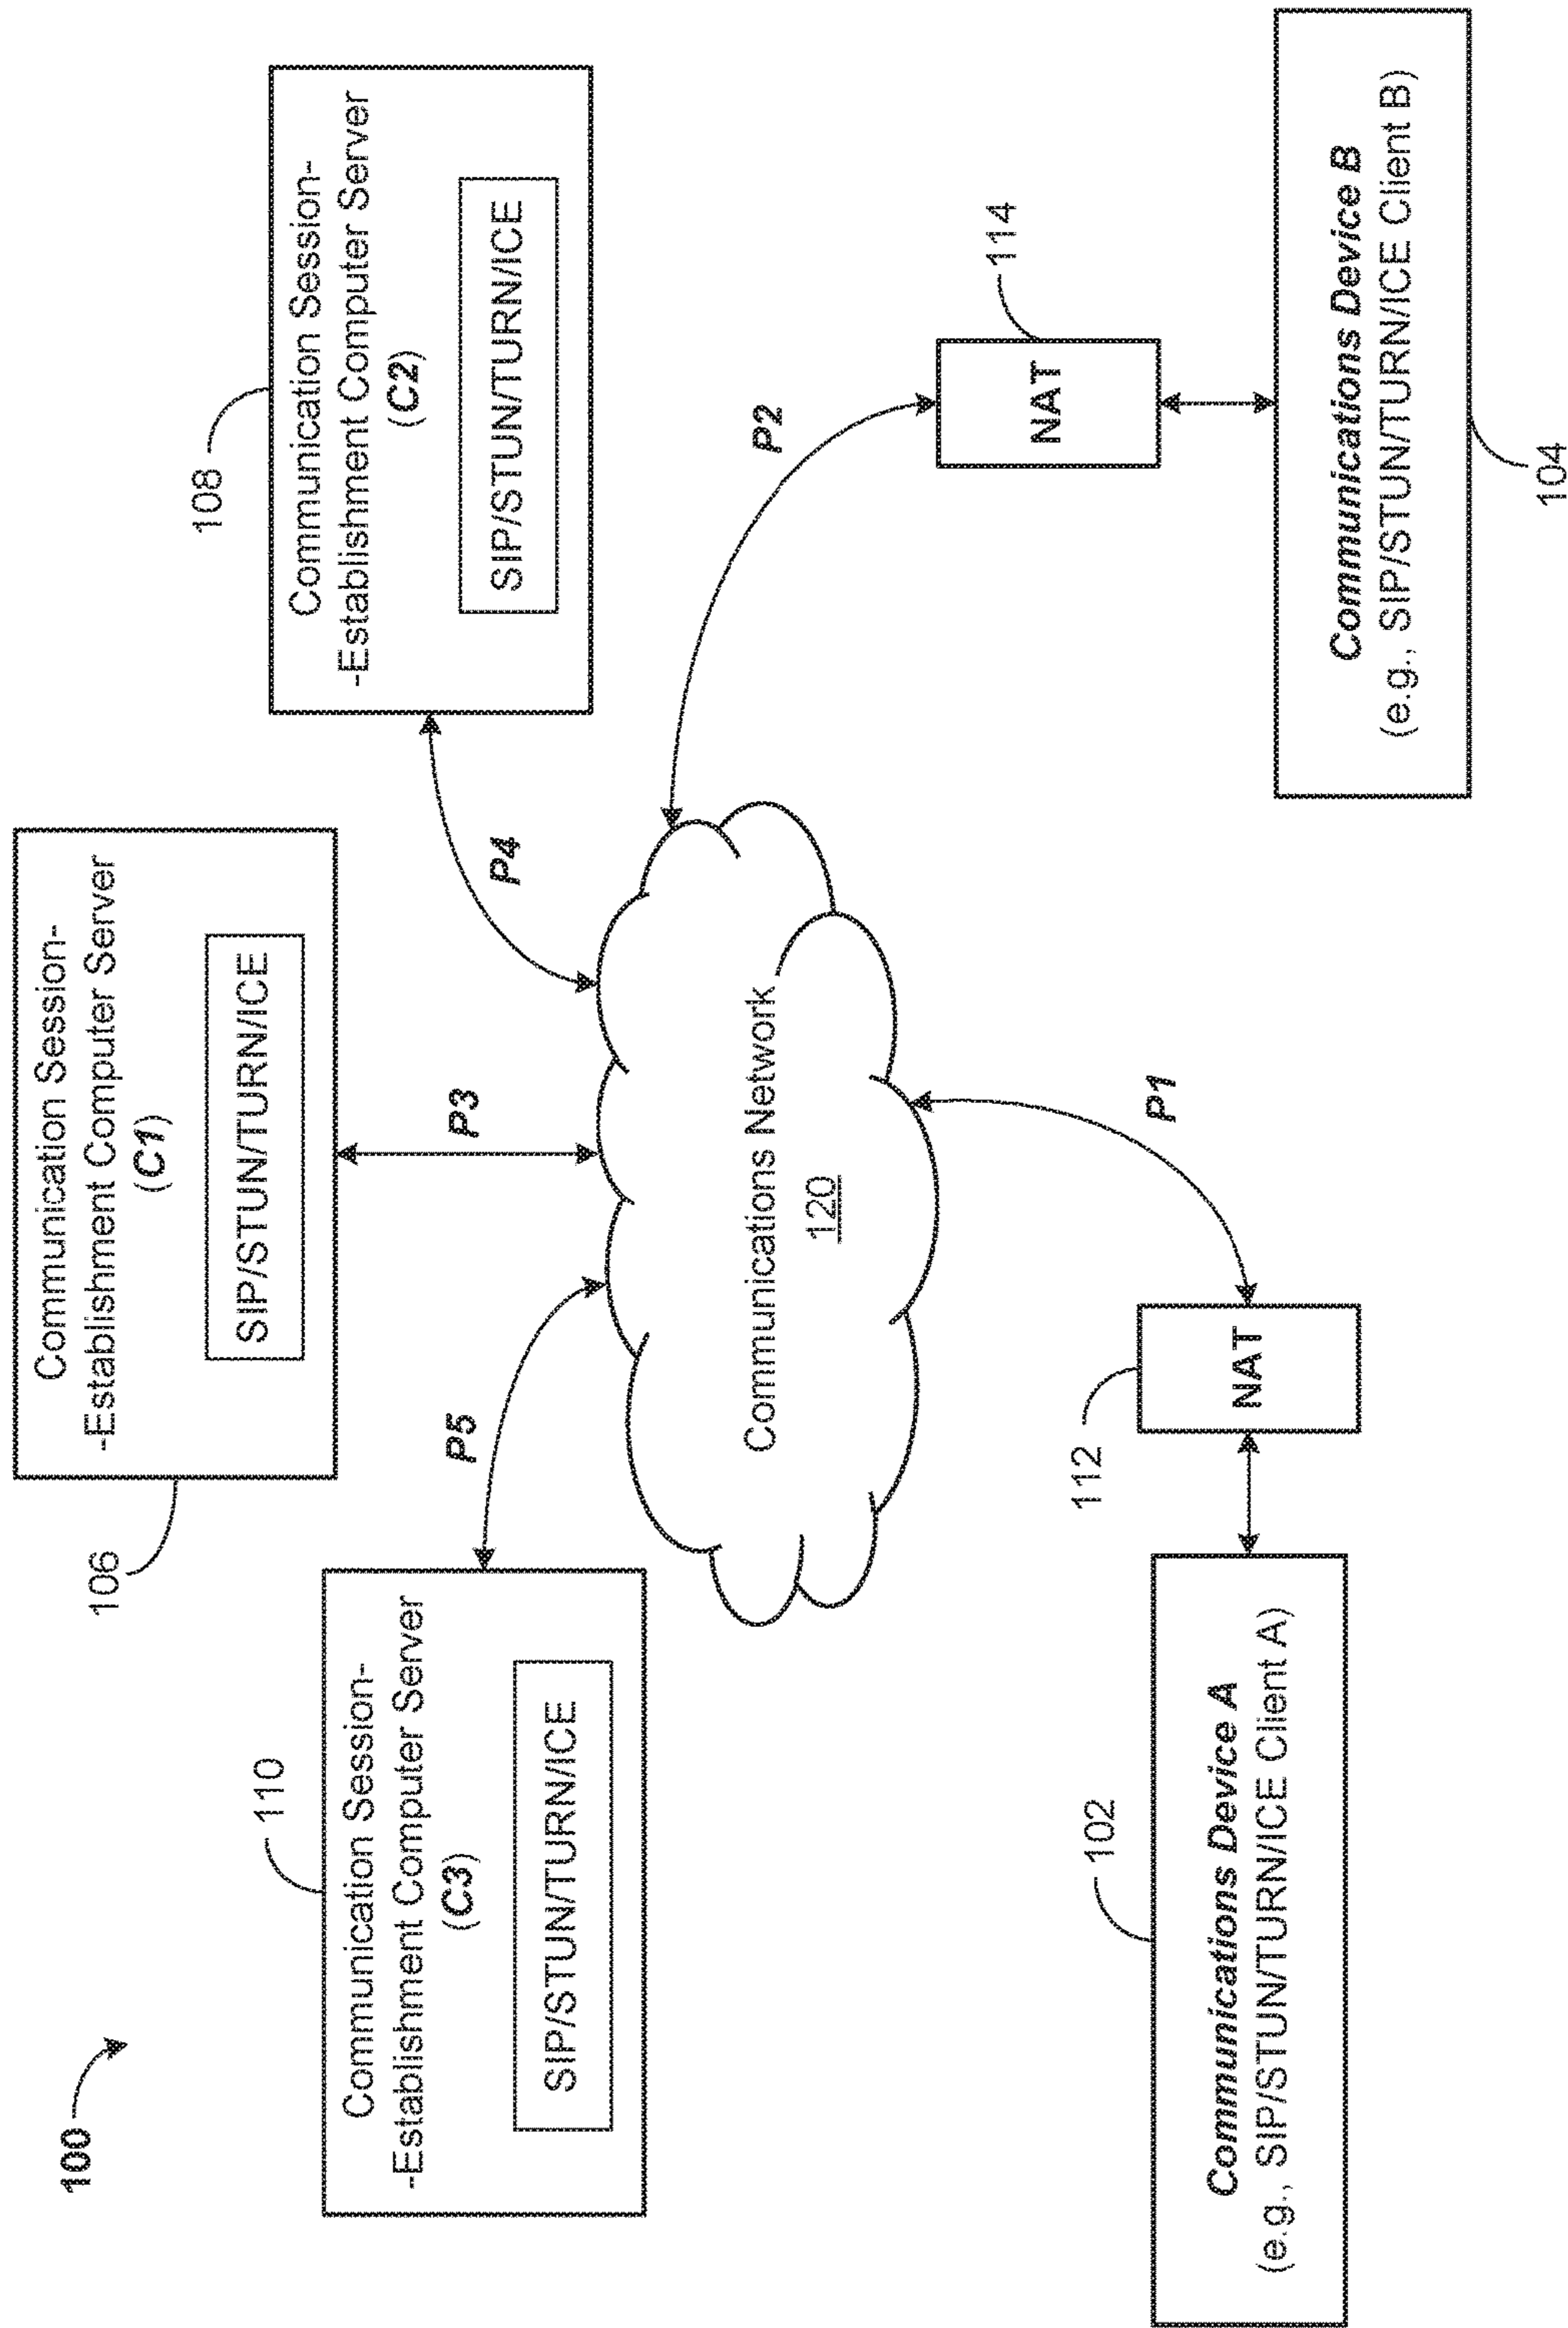 100
106
Communication Session-
-Establishment Computer Server
(C1)
SIP/STUN/TURN/ICE
110
Communication Session-
-Establishment Computer Server
(C3)
SIP/STUN/TURN/ICE
108
Communication Session-
-Establishment Computer Server
(C2)
SIP/STUN/TURN/ICE
P5
P3
P4
Communications Network
120
P2
P1
102
Communications Device A
(e.g., SIP/STUN/TURN/ICE Client A)
112
NAT
114
NAT
Communications Device B
(e.g., SIP/STUN/TURN/ICE Client B)
104